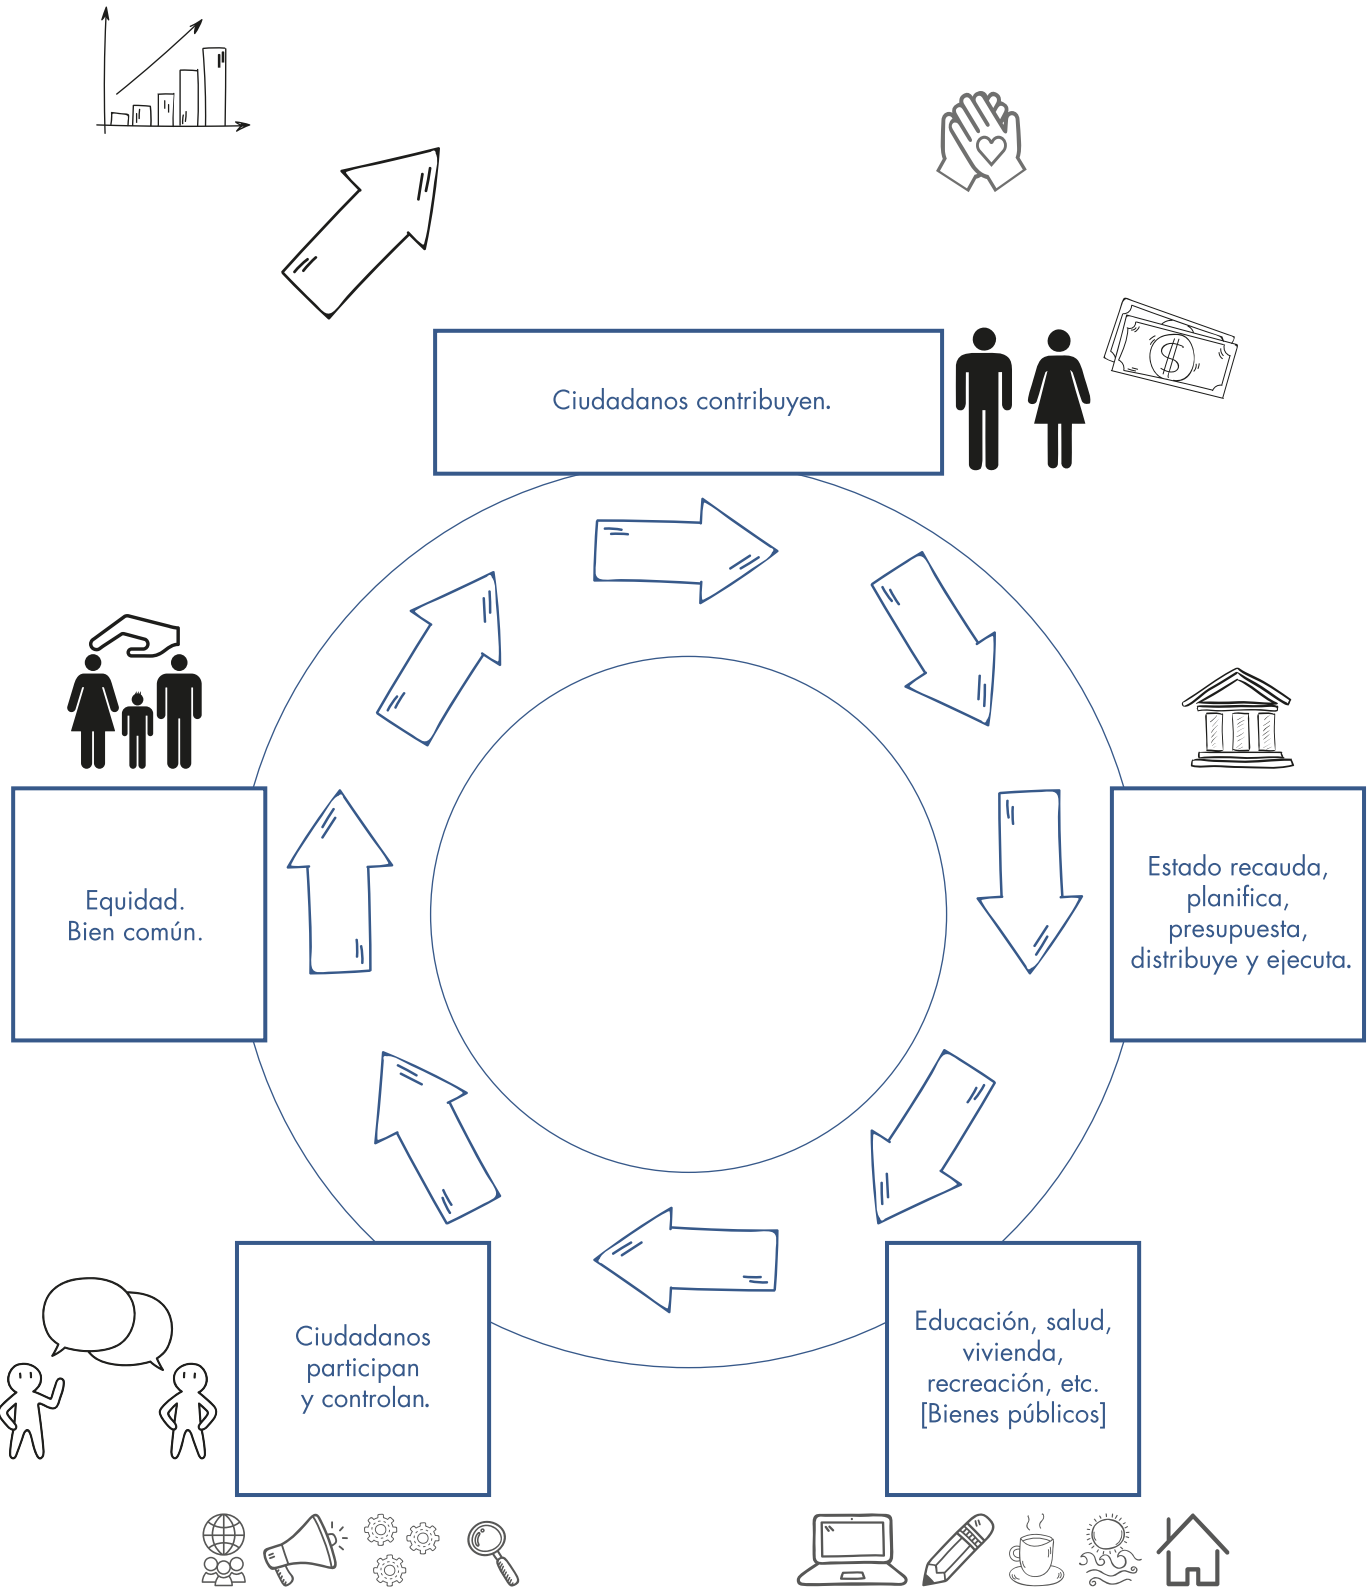 Ciudadanos contribuyen.
Equidad.
Bien común.
Estado recauda,
planifica,
presupuesta,
distribuye y ejecuta.
Ciudadanos
participan
y controlan.
Educación, salud,
vivienda,
recreación, etc.
[Bienes públicos]
$